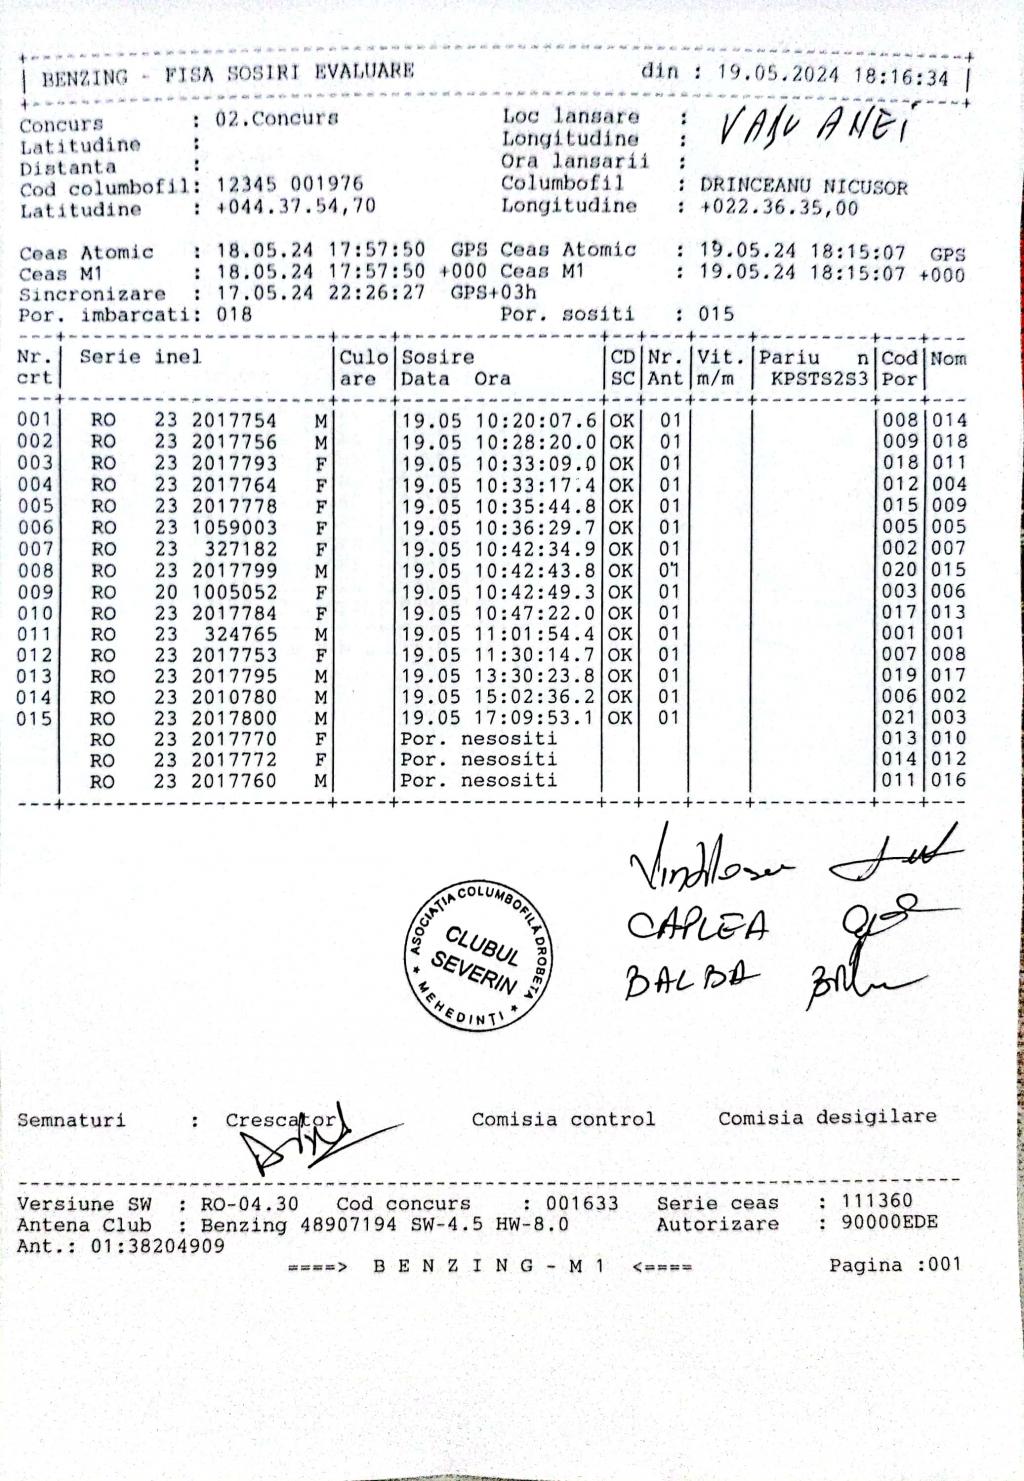 BENZING - FISA SOSIRI EVALUARE din : 19.05.2024 18:16:34
Concurs : 02.Concurs Loc lansare : VASU ANEI
Latitudine : Longitudine :
Distanta : Ora lansarii :
Cod columbofil: 12345 001976 Columbofil : DRINCEANU NICUSOR
Latitudine : +044.37.54,70 Longitudine : +022.36.35,00
Ceas Atomic : 18.05.24 17:57:50 GPS Ceas Atomic : 19.05.24 18:15:07 GPS
Ceas M1 : 18.05.24 17:57:50 +000 Ceas M1 : 19.05.24 18:15:07 +000
Sincronizare : 17.05.24 22:26:27 GPS+03h
Por. imbarcati: 018 Por. sositi : 015
Nr. Serie inel Culo Sosire CD Nr. Vit. Pariu n Cod Nom
crt are Data Ora SC Ant m/m KPSTS2S3 Por
001 RO 23 2017754 M 19.05 10:20:07.6 OK 01 008 014
002 RO 23 2017756 M 19.05 10:28:20.0 OK 01 009 018
003 RO 23 2017793 F 19.05 10:33:09.0 OK 01 018 011
004 RO 23 2017764 F 19.05 10:33:17.4 OK 01 012 004
005 RO 23 2017778 F 19.05 10:35:44.8 OK 01 015 009
006 RO 23 1059003 F 19.05 10:36:29.7 OK 01 005 005
007 RO 23 327182 F 19.05 10:42:34.9 OK 01 002 007
008 RO 23 2017799 M 19.05 10:42:43.8 OK 01 020 015
009 RO 20 1005052 F 19.05 10:42:49.3 OK 01 003 006
010 RO 23 2017784 F 19.05 10:47:22.0 OK 01 017 013
011 RO 23 324765 M 19.05 11:01:54.4 OK 01 001 001
012 RO 23 2017753 F 19.05 11:30:14.7 OK 01 007 008
013 RO 23 2017795 M 19.05 13:30:23.8 OK 01 019 017
014 RO 23 2010780 M 19.05 15:02:36.2 OK 01 006 002
015 RO 23 2017800 M 19.05 17:09:53.1 OK 01 021 003
RO 23 2017770 F Por. nesositi 013 010
RO 23 2017772 F Por. nesositi 014 012
RO 23 2017760 M Por. nesositi 011 016
CAPLEA
BALBA
ASOCIAȚIA COLUMBOFILĂ DROBETA
CLUBUL
SEVERIN
* MEHEDINȚI *
Semnaturi : Crescator Comisia control Comisia desigilare
Versiune SW : RO-04.30 Cod concurs : 001633 Serie ceas : 111360
Antena Club : Benzing 48907194 SW-4.5 HW-8.0 Autorizare : 90000EDE
Ant.: 01:38204909
====> B E N Z I N G - M 1 <==== Pagina :001